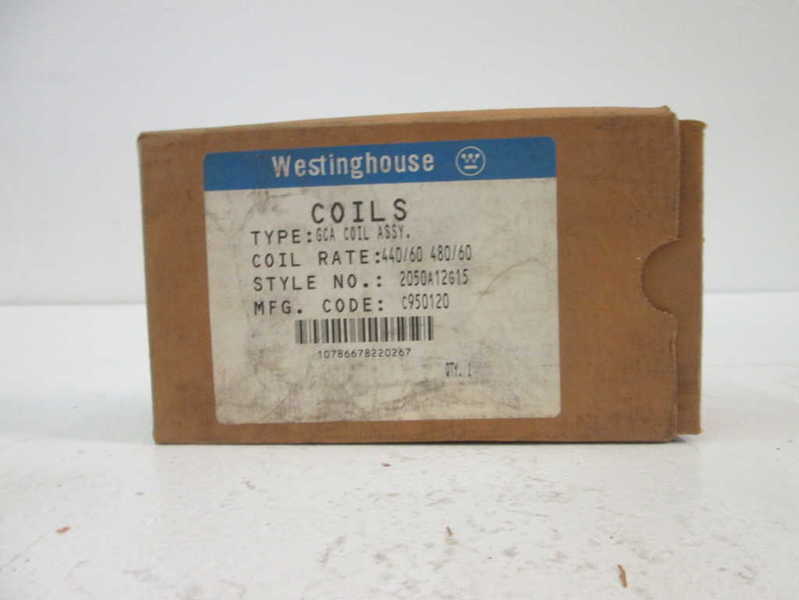 Westinghouse
COILS
TYPE:GCA COIL ASSY.
COIL RATE:440/60 480/60
STYLE NO.: 2050A12G15
MFG. CODE: C950120
10786678220267
QTY. 1